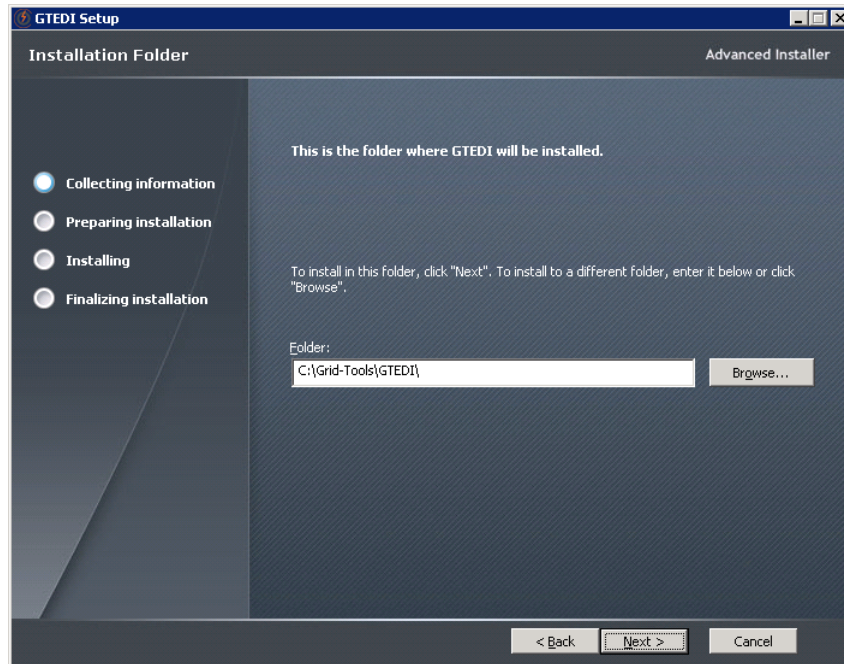 GTEDI Setup
Installation Folder
Advanced Installer
This is the folder where GTEDI will be installed.
Collecting information
Preparing installation
Installing
Finalizing installation
To install in this folder, click "Next". To install to a different folder, enter it below or click
"Browse".
Folder:
C:\Grid-Tools\GTEDI\
Browse...
< Back
Next >
Cancel